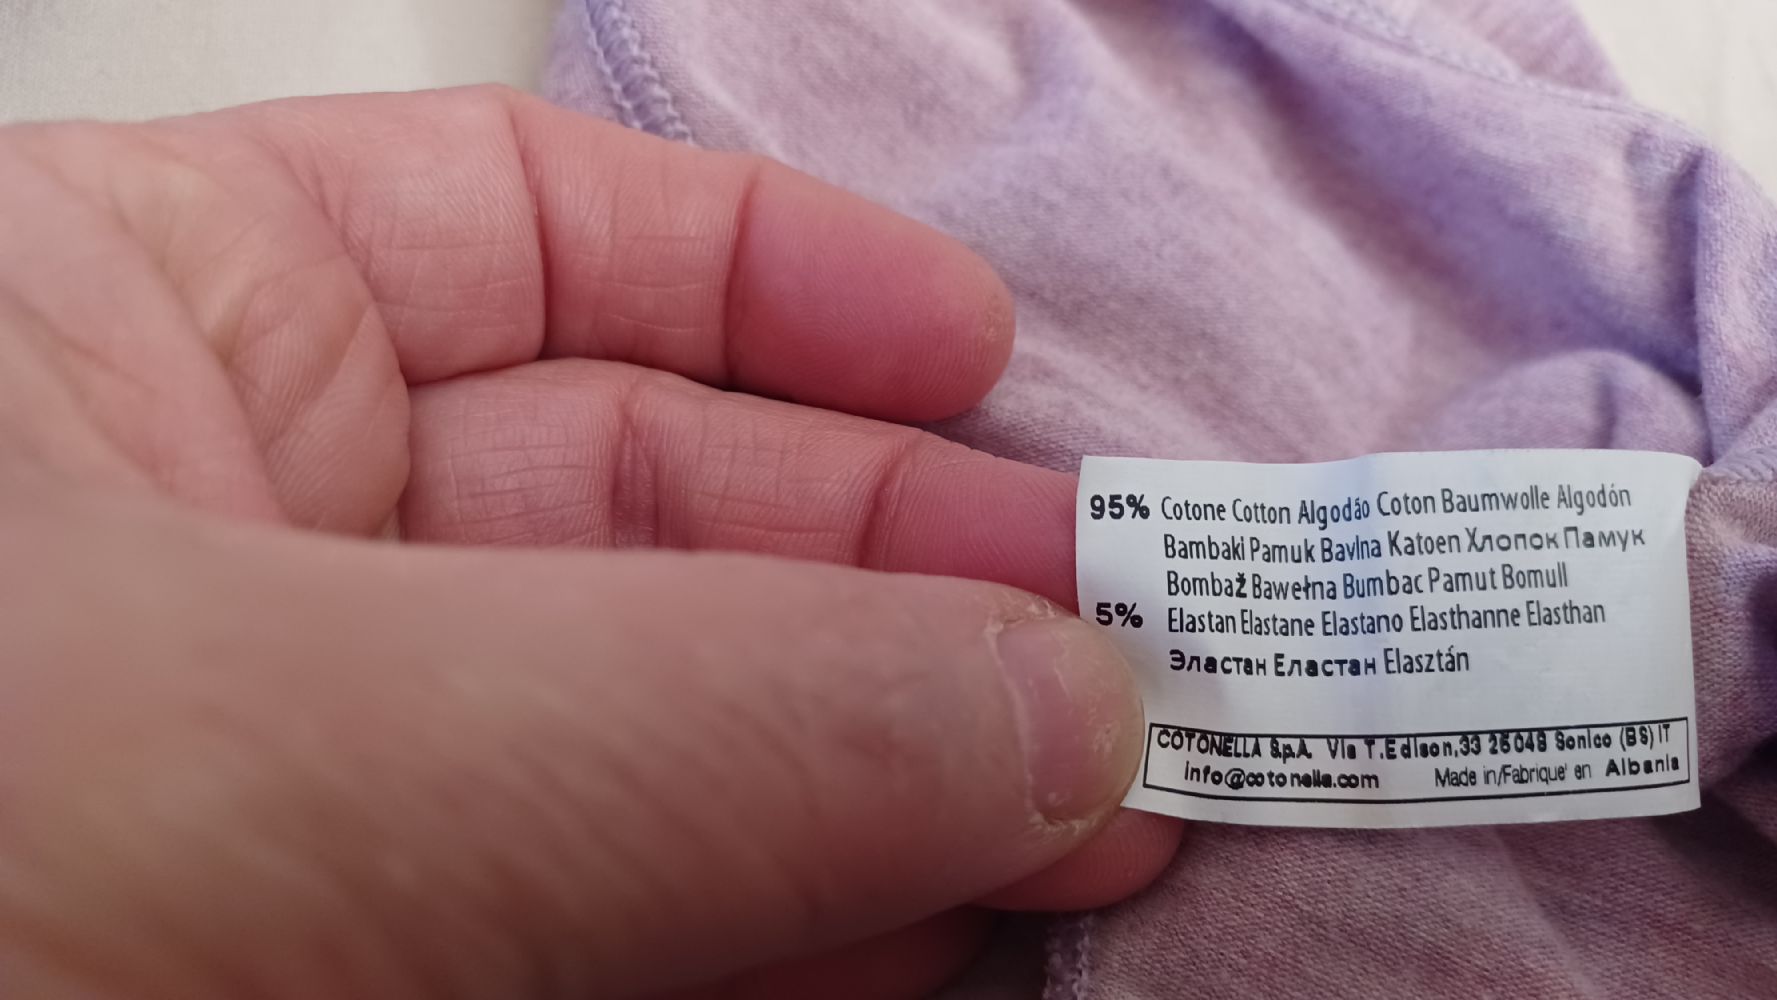 95% Cotone Cotton Algodáo Coton Baumwolle Algodón
Bambaki Pamuk Bavlna Katoen Хлопок Памук
Bombaž Bawełna Bumbac Pamut Bomull
5% Elastan Elastane Elastano Elasthanne Elasthan
Эластан Еластан Elasztán
COTONELLA S.p.A. Via T.Edison,33 25048 Sonico (BS) IT
info@cotonella.com Made in/Fabrique' en Albania